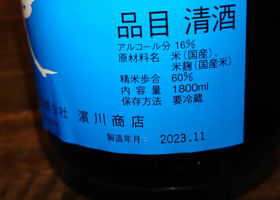 品目 清酒
アルコール分 16%
原材料名 米(国産)、
米麹(国産米)
精米歩合 60%
内容量 1800ml
保存方法 要冷蔵
会社 濵川商店
製造年月: 2023.11